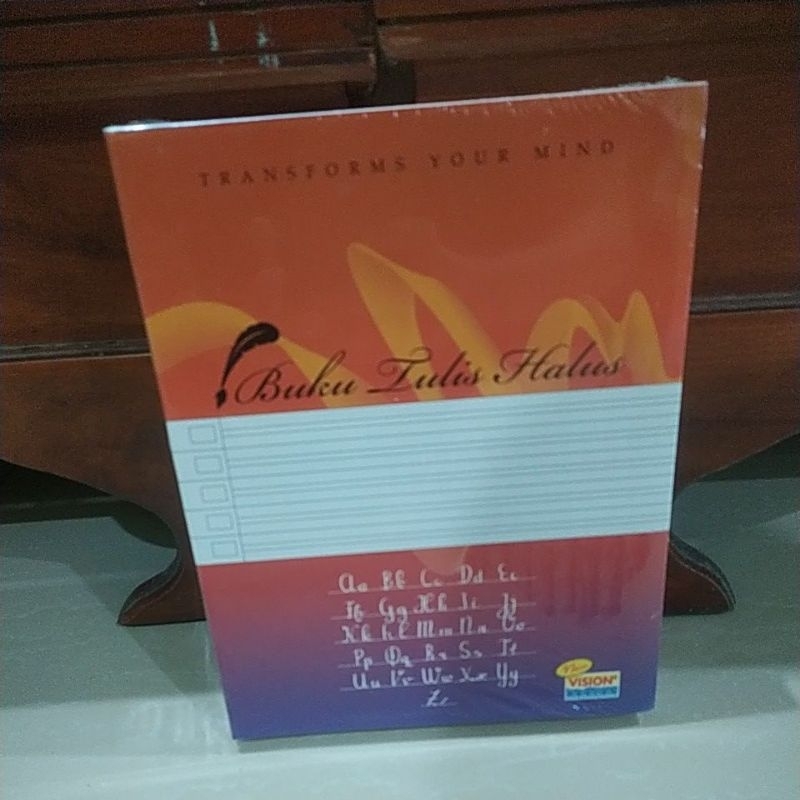 TRANSFORMS YOUR MIND
Buku Tulis Halus
Aa Bb Cc Dd Ee
Ff Gg Hh Ii Jj
Kk Ll Mm Nn Oo
Pp Qq Rr Ss Tt
Uu Vv Ww Xx Yy
Zz
New
VISION